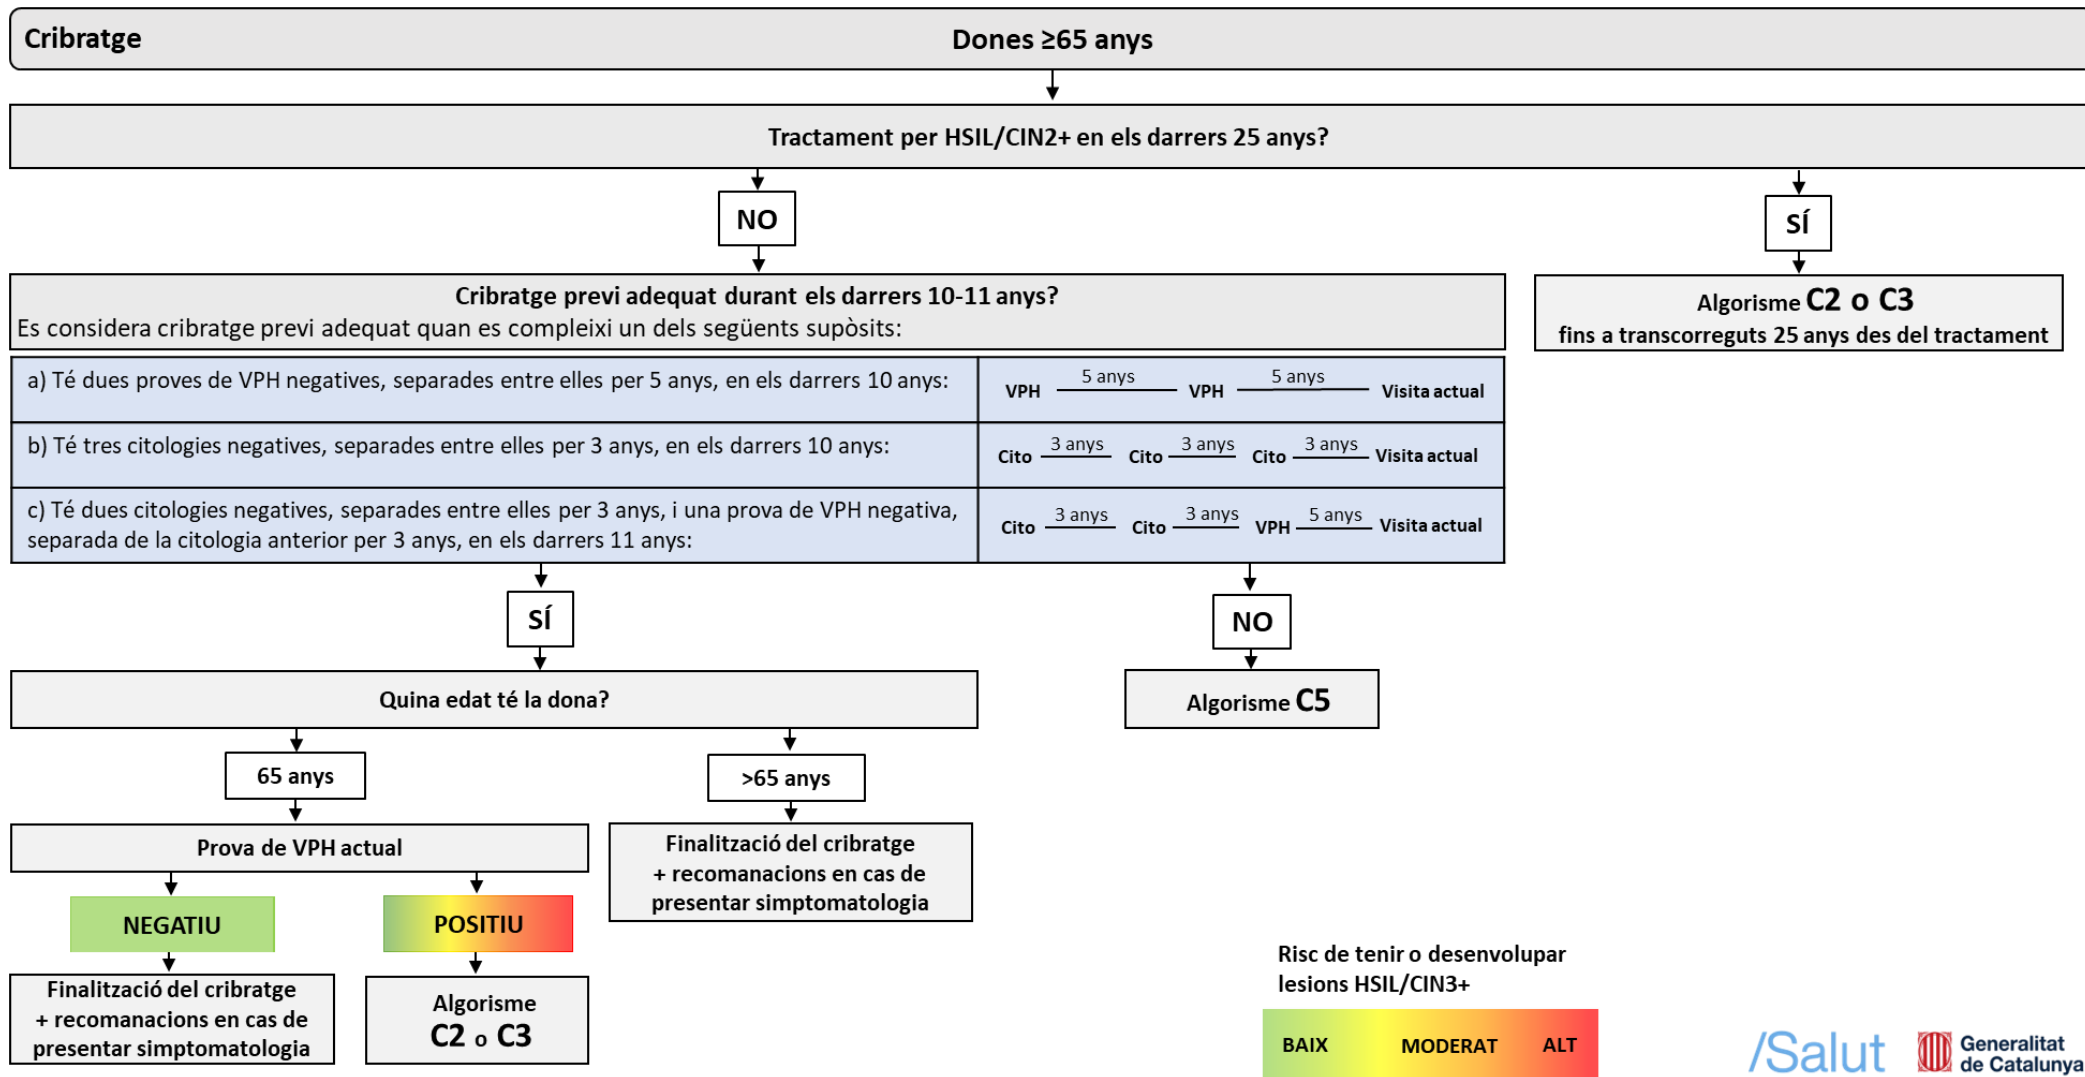 Cribratge
Dones ≥65 anys
Tractament per HSIL/CIN2+ en els darrers 25 anys?
NO
SÍ
Cribratge previ adequat durant els darrers 10-11 anys?
Es considera cribratge previ adequat quan es compleixi un dels següents supòsits:
Algorisme C2 o C3
fins a transcorreguts 25 anys des del tractament
a) Té dues proves de VPH negatives, separades entre elles per 5 anys, en els darrers 10 anys:
VPH 5 anys VPH 5 anys Visita actual
b) Té tres citologies negatives, separades entre elles per 3 anys, en els darrers 10 anys:
Cito 3 anys Cito 3 anys Cito 3 anys Visita actual
c) Té dues citologies negatives, separades entre elles per 3 anys, i una prova de VPH negativa,
separada de la citologia anterior per 3 anys, en els darrers 11 anys:
Cito 3 anys Cito 3 anys VPH 5 anys Visita actual
SÍ
NO
Quina edat té la dona?
Algorisme C5
65 anys
>65 anys
Prova de VPH actual
Finalització del cribratge
+ recomanacions en cas de
presentar simptomatologia
NEGATIU
POSITIU
Finalització del cribratge
+ recomanacions en cas de
presentar simptomatologia
Algorisme
C2 o C3
Risc de tenir o desenvolupar
lesions HSIL/CIN3+
BAIX MODERAT ALT
/Salut
Generalitat
de Catalunya